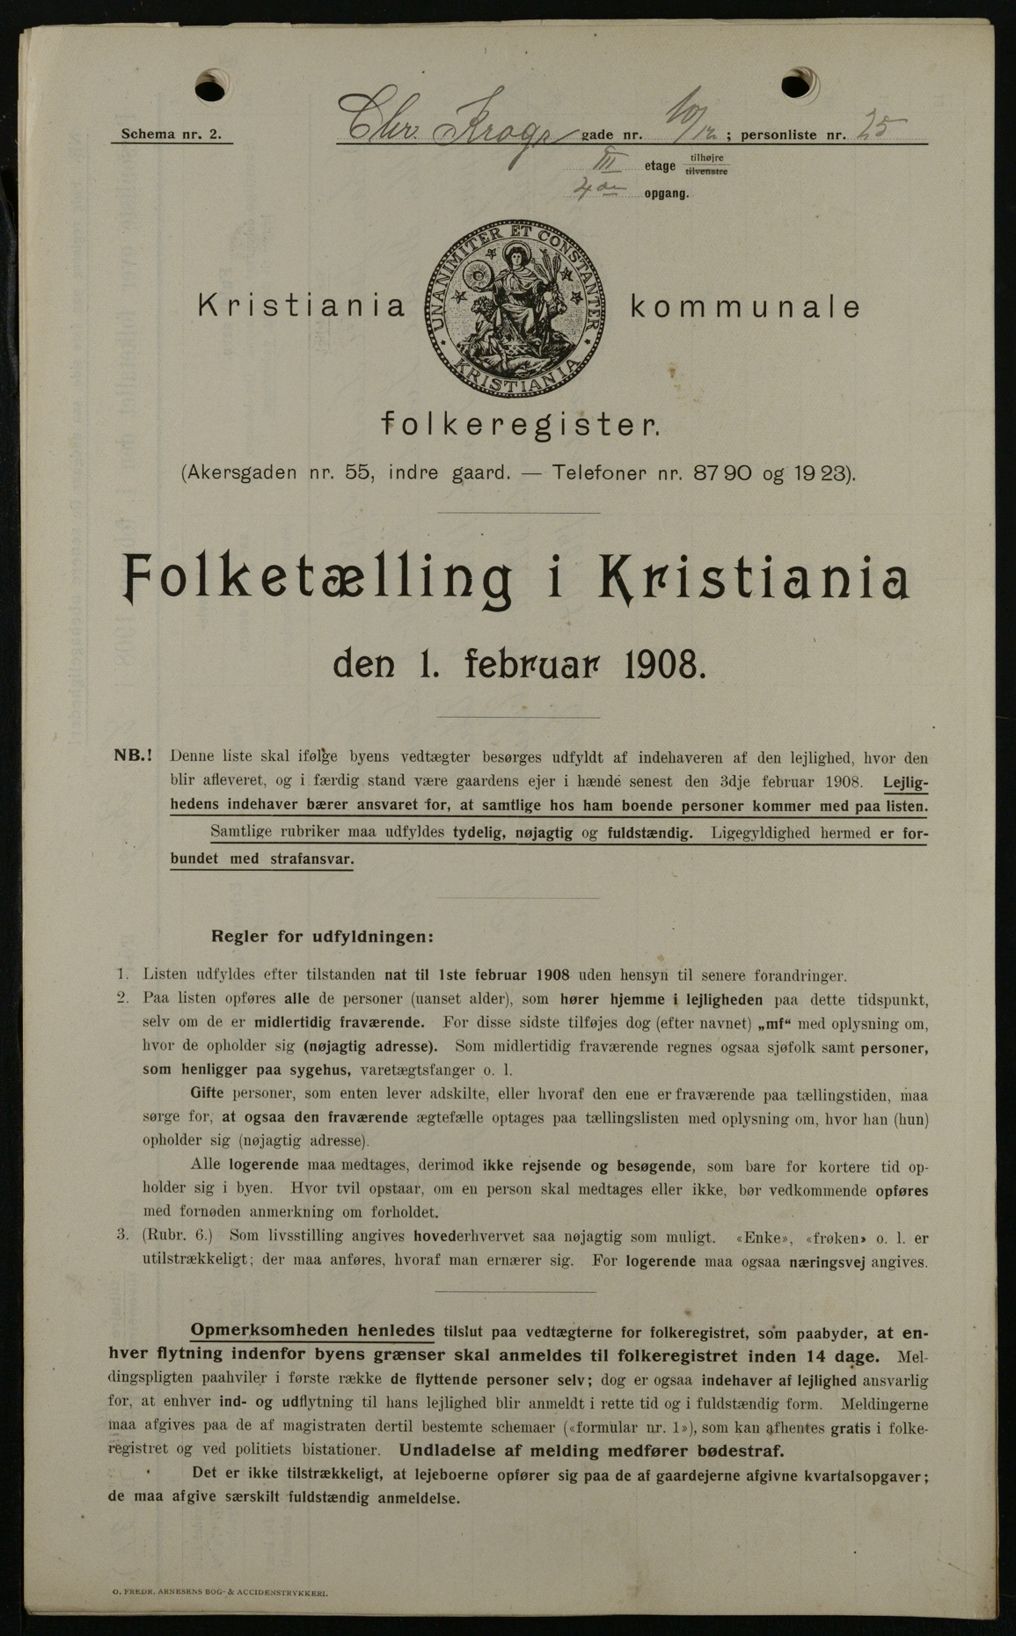 Schema nr. 2.
Chr. Krogs gade nr. 10/12 ; personliste nr. 25
III etage tilhøjre tilvenstre
4de opgang.
UNANIMITER ET CONSTANTER
KRISTIANIA
Kristiania kommunale
folkeregister.
(Akersgaden nr. 55, indre gaard. — Telefoner nr. 87 90 og 19 23).
Folketælling i Kristiania
den 1. februar 1908.
NB.! Denne liste skal ifølge byens vedtægter besørges udfyldt af indehaveren af den lejlighed, hvor den
blir afleveret, og i færdig stand være gaardens ejer i hænde senest den 3dje februar 1908. Lejlig-
hedens indehaver bærer ansvaret for, at samtlige hos ham boende personer kommer med paa listen.
Samtlige rubriker maa udfyldes tydelig, nøjagtig og fuldstændig. Ligegyldighed hermed er for-
bundet med strafansvar.
Regler for udfyldningen:
1. Listen udfyldes efter tilstanden nat til 1ste februar 1908 uden hensyn til senere forandringer.
2. Paa listen opføres alle de personer (uanset alder), som hører hjemme i lejligheden paa dette tidspunkt,
selv om de er midlertidig fraværende. For disse sidste tilføjes dog (efter navnet) „mf“ med oplysning om,
hvor de opholder sig (nøjagtig adresse). Som midlertidig fraværende regnes ogsaa sjøfolk samt personer,
som henligger paa sygehus, varetægtsfanger o. l.
Gifte personer, som enten lever adskilte, eller hvoraf den ene er fraværende paa tællingstiden, maa
sørge for, at ogsaa den fraværende ægtefælle optages paa tællingslisten med oplysning om, hvor han (hun)
opholder sig (nøjagtig adresse).
Alle logerende maa medtages, derimod ikke rejsende og besøgende, som bare for kortere tid op-
holder sig i byen. Hvor tvil opstaar, om en person skal medtages eller ikke, bør vedkommende opføres
med fornøden anmerkning om forholdet.
3. (Rubr. 6.) Som livsstilling angives hovederhvervet saa nøjagtig som muligt. «Enke», «frøken» o. l. er
utilstrækkeligt; der maa anføres, hvoraf man ernærer sig. For logerende maa ogsaa næringsvej angives.
Opmerksomheden henledes tilslut paa vedtægterne for folkeregistret, som paabyder, at en-
hver flytning indenfor byens grænser skal anmeldes til folkeregistret inden 14 dage. Mel-
dingspligten paahviler i første række de flyttende personer selv; dog er ogsaa indehaver af lejlighed ansvarlig
for, at enhver ind- og udflytning til hans lejlighed blir anmeldt i rette tid og i fuldstændig form. Meldingerne
maa afgives paa de af magistraten dertil bestemte schemaer («formular nr. 1»), som kan afhentes gratis i folke-
registret og ved politiets bistationer. Undladelse af melding medfører bødestraf.
Det er ikke tilstrækkeligt, at lejeboerne opfører sig paa de af gaardejerne afgivne kvartalsopgaver;
de maa afgive særskilt fuldstændig anmeldelse.
O. FREDR. ARNESENS BOG- & ACCIDENSTRYKKERI.